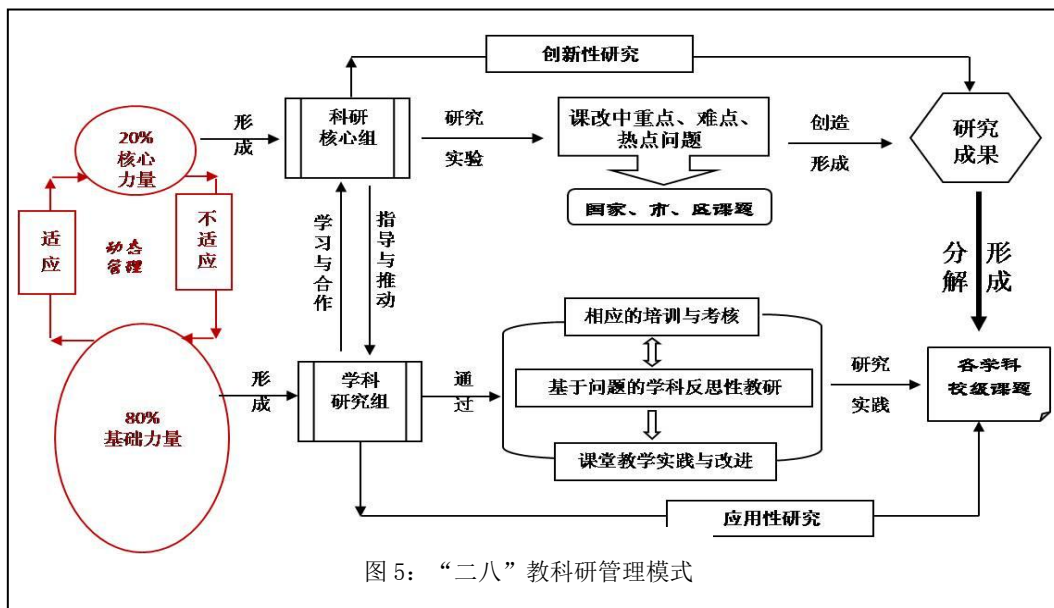 创新性研究
20%
核心
力量
形
成
科研
核心组
研究
实验
课改中重点、难点、
热点问题
创造
形成
研究
成果
国家、市、区课题
适应
动态
管理
不适应
学习与合作
指导与推动
分解
形成
80%
基础力量
形
成
学科
研究组
通
过
相应的培训与考核
基于问题的学科反思性教研
课堂教学实践与改进
研究
实践
各学科
校级课题
应用性研究
图 5：“二八”教科研管理模式